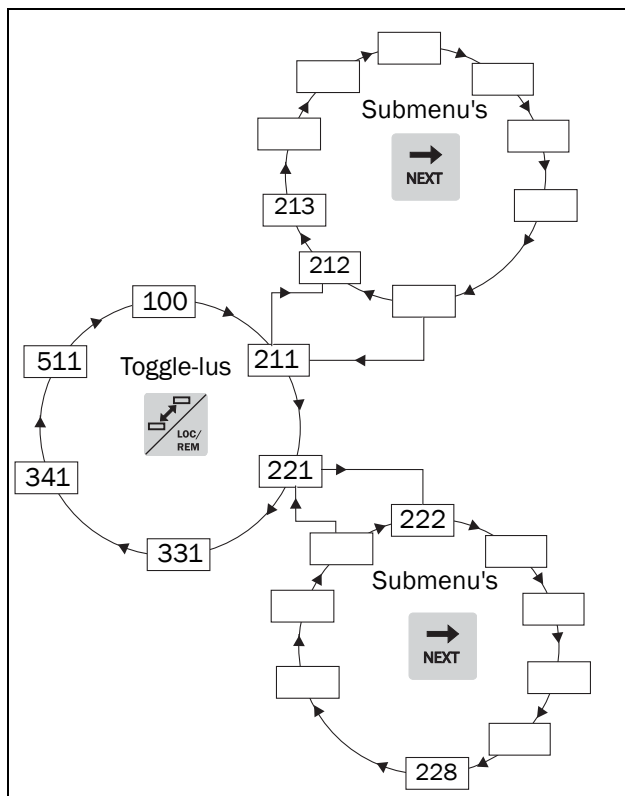 Submenu's
NEXT
213
212
100
511
Toggle-lus
211
LOC/
REM
341
221
331
222
Submenu's
NEXT
228